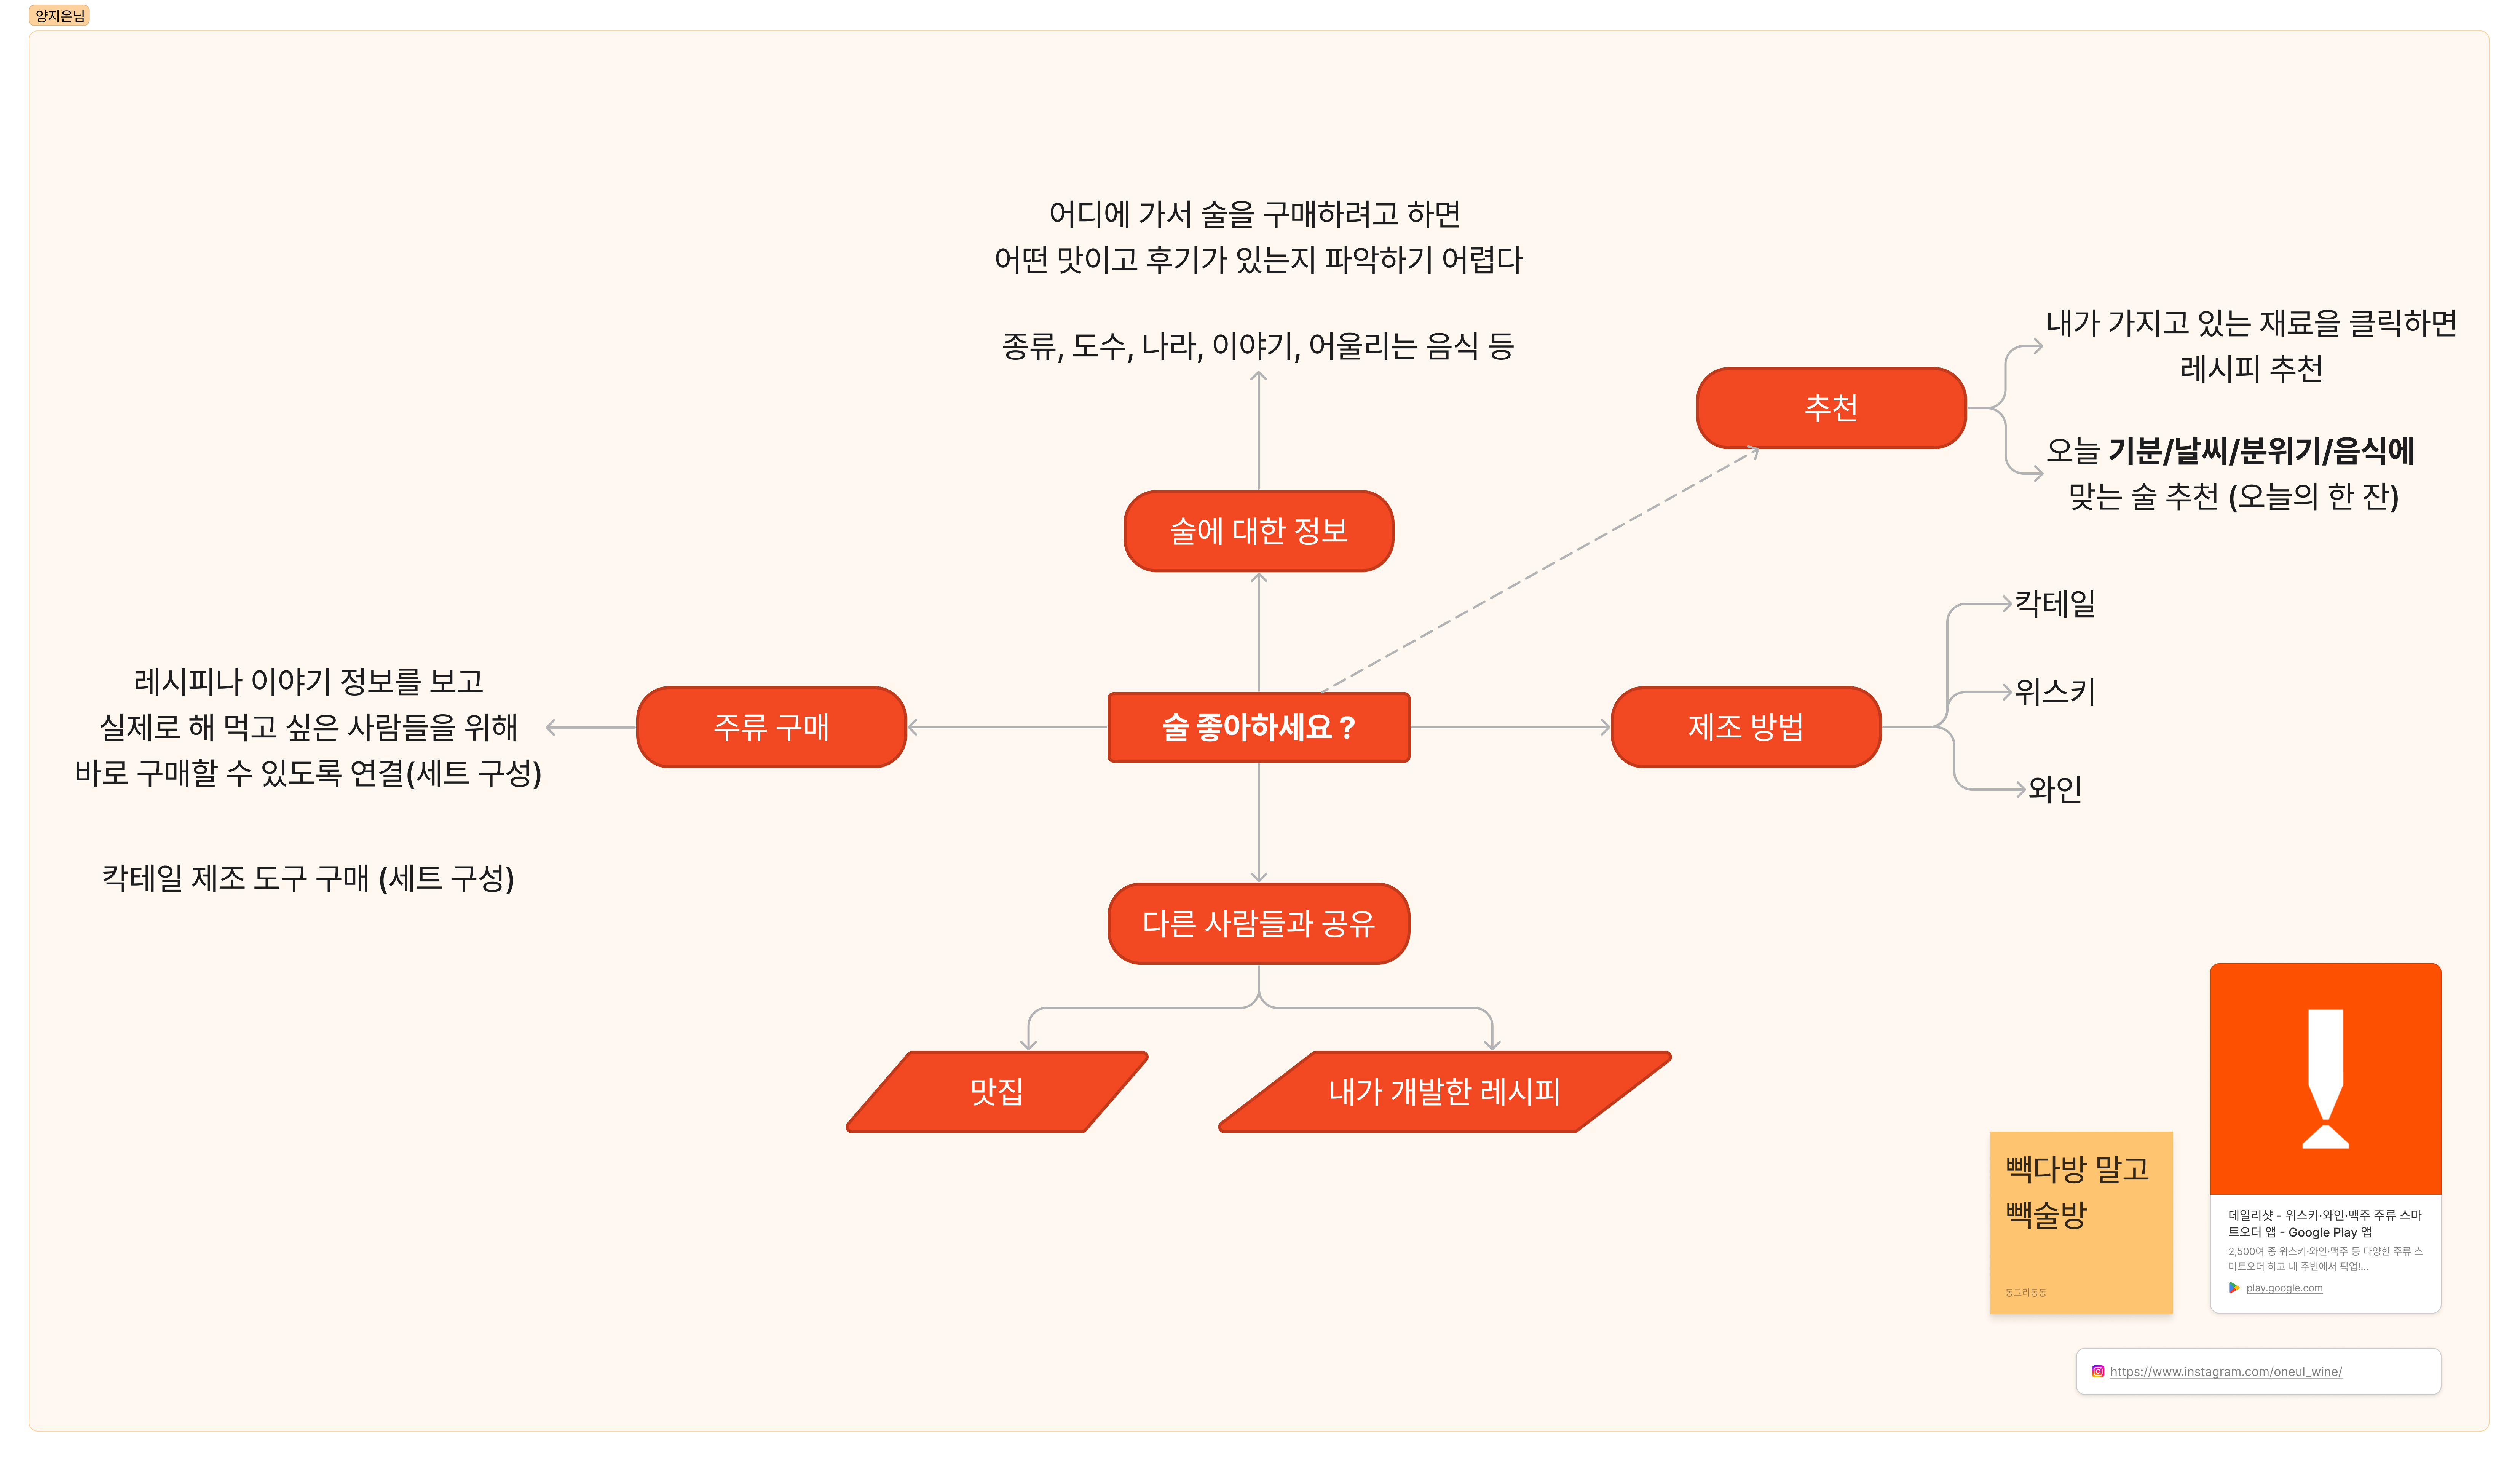 양지은님
어디에 가서 술을 구매하려고 하면
어떤 맛이고 후기가 있는지 파악하기 어렵다
종류, 도수, 나라, 이야기, 어울리는 음식 등
내가 가지고 있는 재료을 클릭하면
레시피 추천
추천
오늘 기분/날씨/분위기/음식에
맞는 술 추천 (오늘의 한 잔)
술에 대한 정보
칵테일
위스키
와인
레시피나 이야기 정보를 보고
실제로 해 먹고 싶은 사람들을 위해
바로 구매할 수 있도록 연결(세트 구성)
주류 구매
술 좋아하세요 ?
제조 방법
칵테일 제조 도구 구매 (세트 구성)
다른 사람들과 공유
맛집
내가 개발한 레시피
빽다방 말고
빽술방
동그리동동
데일리샷 - 위스키·와인·맥주 주류 스마
트오더 앱 - Google Play 앱
2,500여 종 위스키·와인·맥주 등 다양한 주류 스
마트오더 하고 내 주변에서 픽업!...
play.google.com
https://www.instagram.com/oneul_wine/